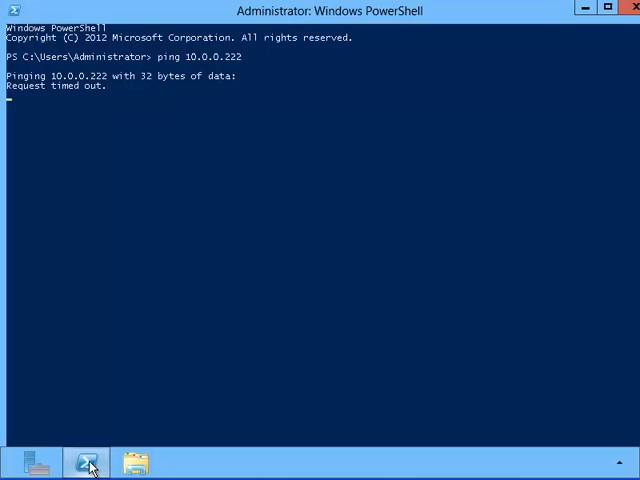 Administrator: Windows PowerShell
Windows PowerShell
Copyright (C) 2012 Microsoft Corporation. All rights reserved.
PS C:\Users\Administrator> ping 10.0.0.222
Pinging 10.0.0.222 with 32 bytes of data:
Request timed out.